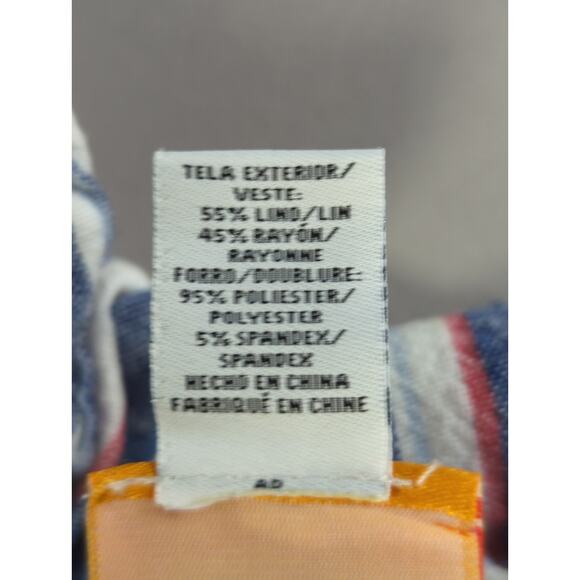 TELA EXTERIOR/
VESTE:
55% LINO/LIN
45% RAYÓN/
RAYONNE
FORRO/DOUBLURE:
95% POLIESTER/
POLYESTER
5% SPANDEX/
SPANDEX
HECHO EN CHINA
FABRIQUÉ EN CHINE
AD